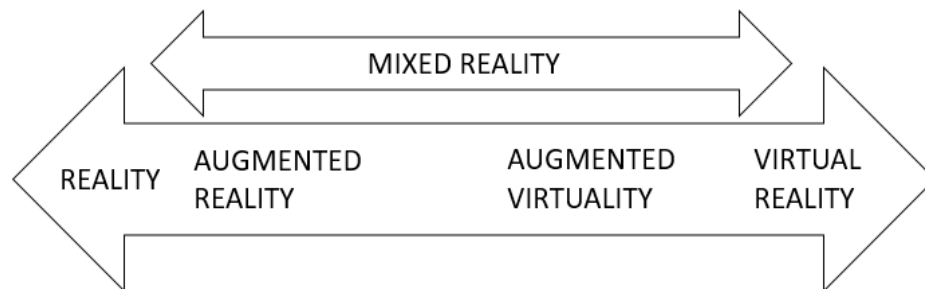 MIXED REALITY
REALITY
AUGMENTED
REALITY
AUGMENTED
VIRTUALITY
VIRTUAL
REALITY